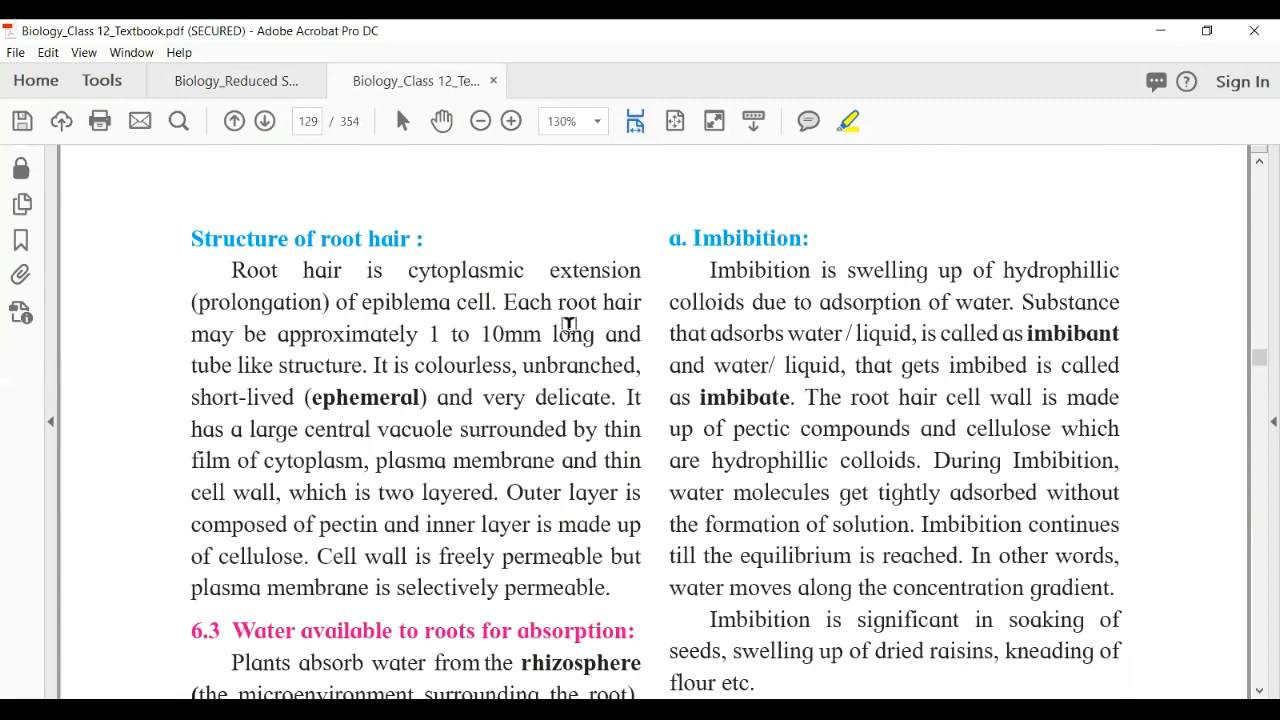 Biology_Class 12_Textbook.pdf (SECURED) - Adobe Acrobat Pro DC
File Edit View Window Help
Home Tools Biology_Reduced S... Biology_Class 12_Te... × Sign In
129 / 354 130%
Structure of root hair :
Root hair is cytoplasmic extension
(prolongation) of epiblema cell. Each root hair
may be approximately 1 to 10mm long and
tube like structure. It is colourless, unbranched,
short-lived (ephemeral) and very delicate. It
has a large central vacuole surrounded by thin
film of cytoplasm, plasma membrane and thin
cell wall, which is two layered. Outer layer is
composed of pectin and inner layer is made up
of cellulose. Cell wall is freely permeable but
plasma membrane is selectively permeable.
6.3 Water available to roots for absorption:
Plants absorb water from the rhizosphere
(the microenvironment surrounding the root).
a. Imbibition:
Imbibition is swelling up of hydrophillic
colloids due to adsorption of water. Substance
that adsorbs water / liquid, is called as imbibant
and water/ liquid, that gets imbibed is called
as imbibate. The root hair cell wall is made
up of pectic compounds and cellulose which
are hydrophillic colloids. During Imbibition,
water molecules get tightly adsorbed without
the formation of solution. Imbibition continues
till the equilibrium is reached. In other words,
water moves along the concentration gradient.
Imbibition is significant in soaking of
seeds, swelling up of dried raisins, kneading of
flour etc.